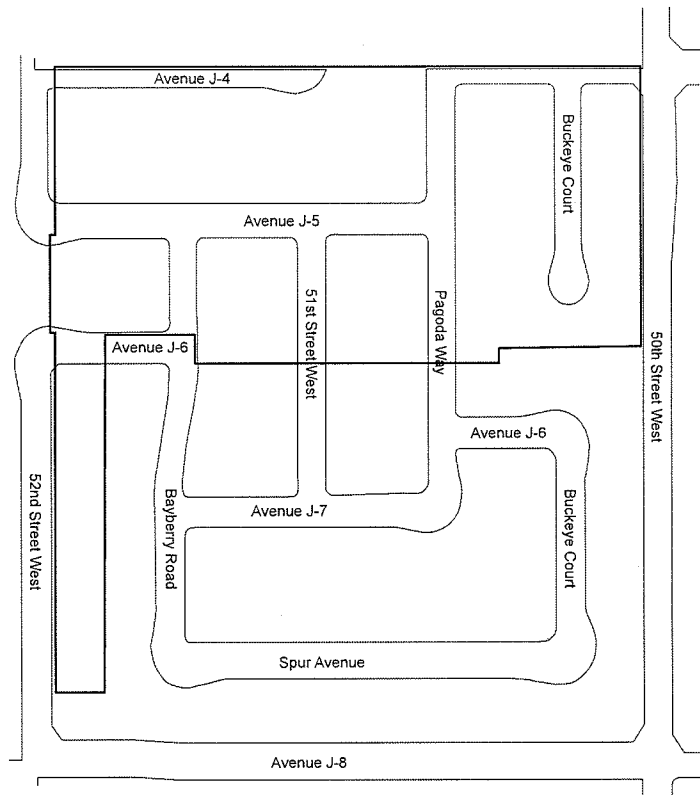 Avenue J-4
Buckeye Court
Avenue J-5
51st Street West
Pagoda Way
Avenue J-6
50th Street West
Avenue J-6
52nd Street West
Bayberry Road
Avenue J-7
Buckeye Court
Spur Avenue
Avenue J-8